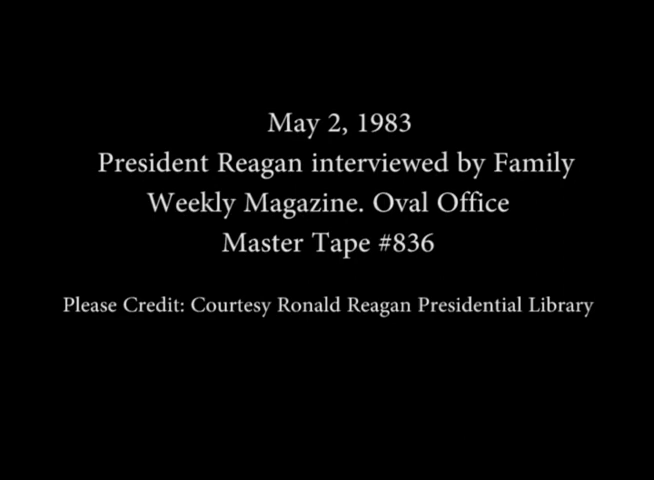 May 2, 1983
President Reagan interviewed by Family
Weekly Magazine. Oval Office
Master Tape #836
Please Credit: Courtesy Ronald Reagan Presidential Library